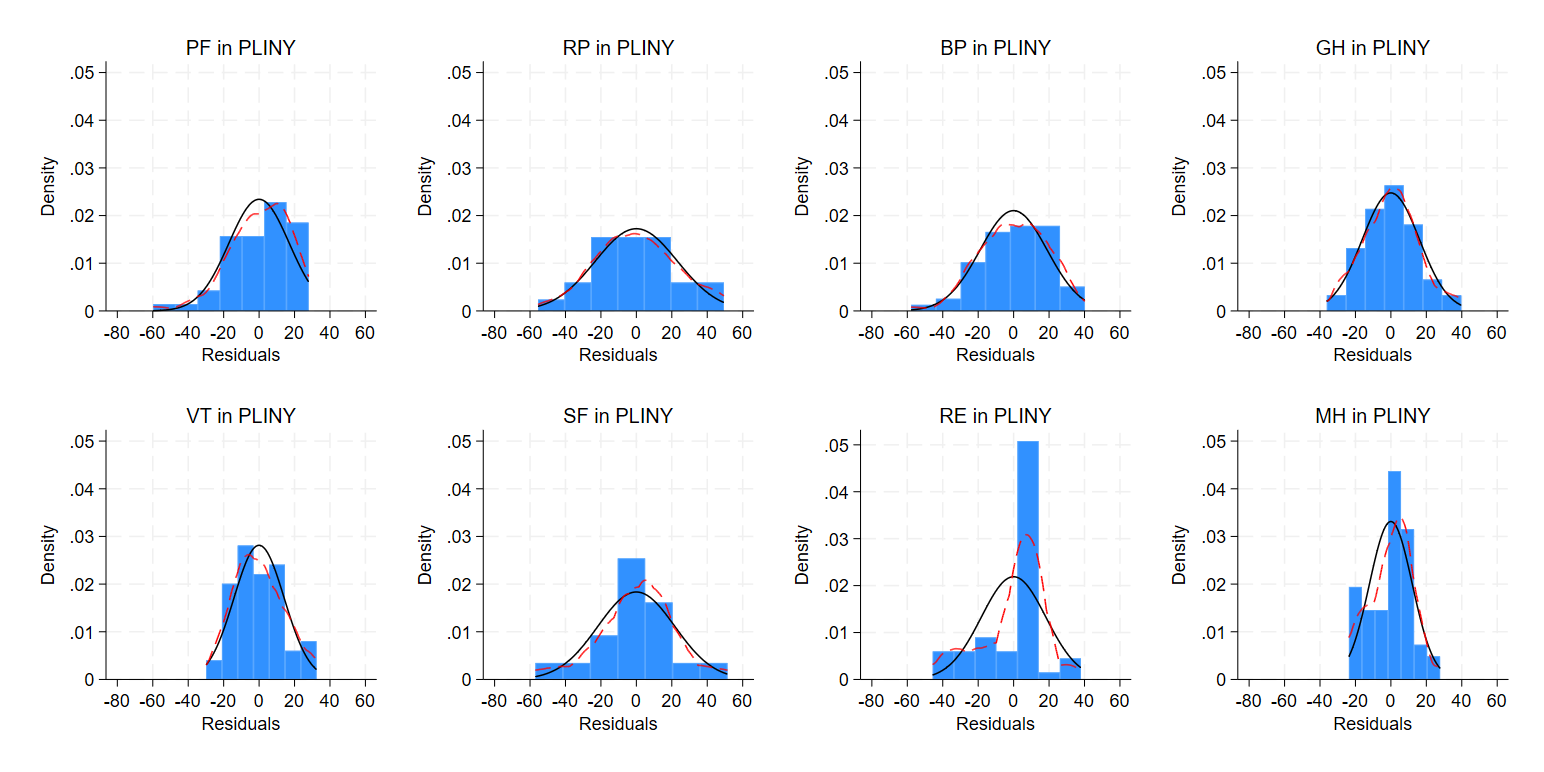 PF in PLINY
RP in PLINY
BP in PLINY
GH in PLINY
.05
.04
.03
.02
.01
0
Density
-80 -60 -40 -20 0 20 40 60
Residuals
.05
.04
.03
.02
.01
0
Density
-80 -60 -40 -20 0 20 40 60
Residuals
.05
.04
.03
.02
.01
0
Density
-80 -60 -40 -20 0 20 40 60
Residuals
.05
.04
.03
.02
.01
0
Density
-80 -60 -40 -20 0 20 40 60
Residuals
VT in PLINY
SF in PLINY
RE in PLINY
MH in PLINY
.05
.04
.03
.02
.01
0
Density
-80 -60 -40 -20 0 20 40 60
Residuals
.05
.04
.03
.02
.01
0
Density
-80 -60 -40 -20 0 20 40 60
Residuals
.05
.04
.03
.02
.01
0
Density
-80 -60 -40 -20 0 20 40 60
Residuals
.05
.04
.03
.02
.01
0
Density
-80 -60 -40 -20 0 20 40 60
Residuals